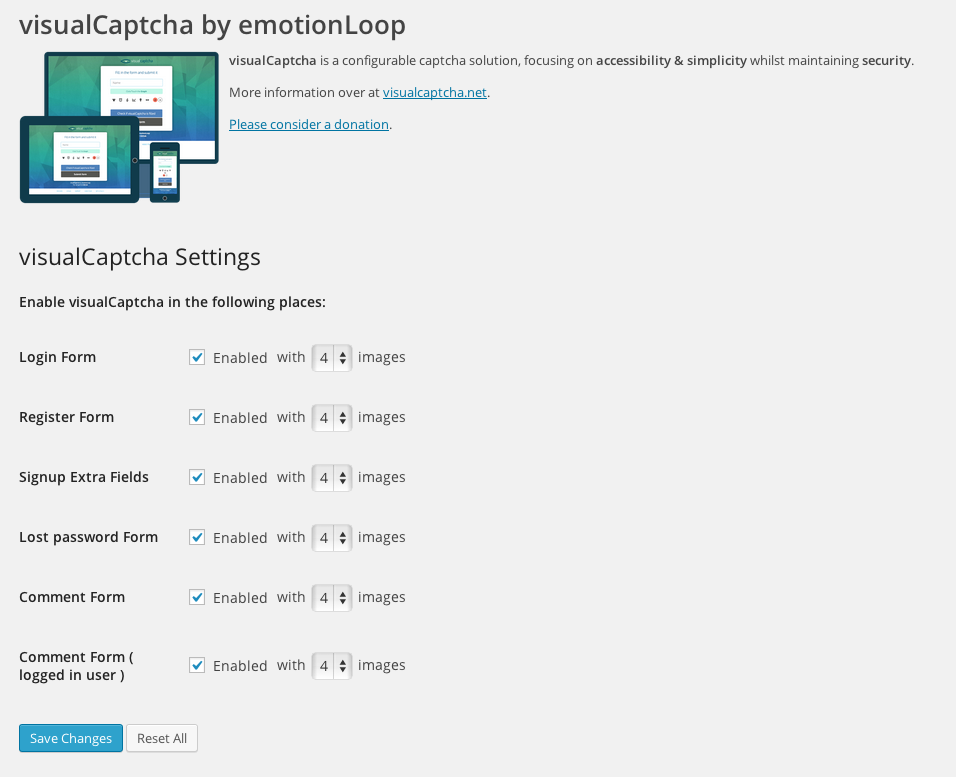 visualCaptcha by emotionLoop
visualCaptcha is a configurable captcha solution, focusing on accessibility & simplicity whilst maintaining security.
More information over at visualcaptcha.net.
Please consider a donation.
visualCaptcha Settings
Enable visualCaptcha in the following places:
Login Form Enabled with 4 images
Register Form Enabled with 4 images
Signup Extra Fields Enabled with 4 images
Lost password Form Enabled with 4 images
Comment Form Enabled with 4 images
Comment Form (
logged in user ) Enabled with 4 images
Save Changes Reset All